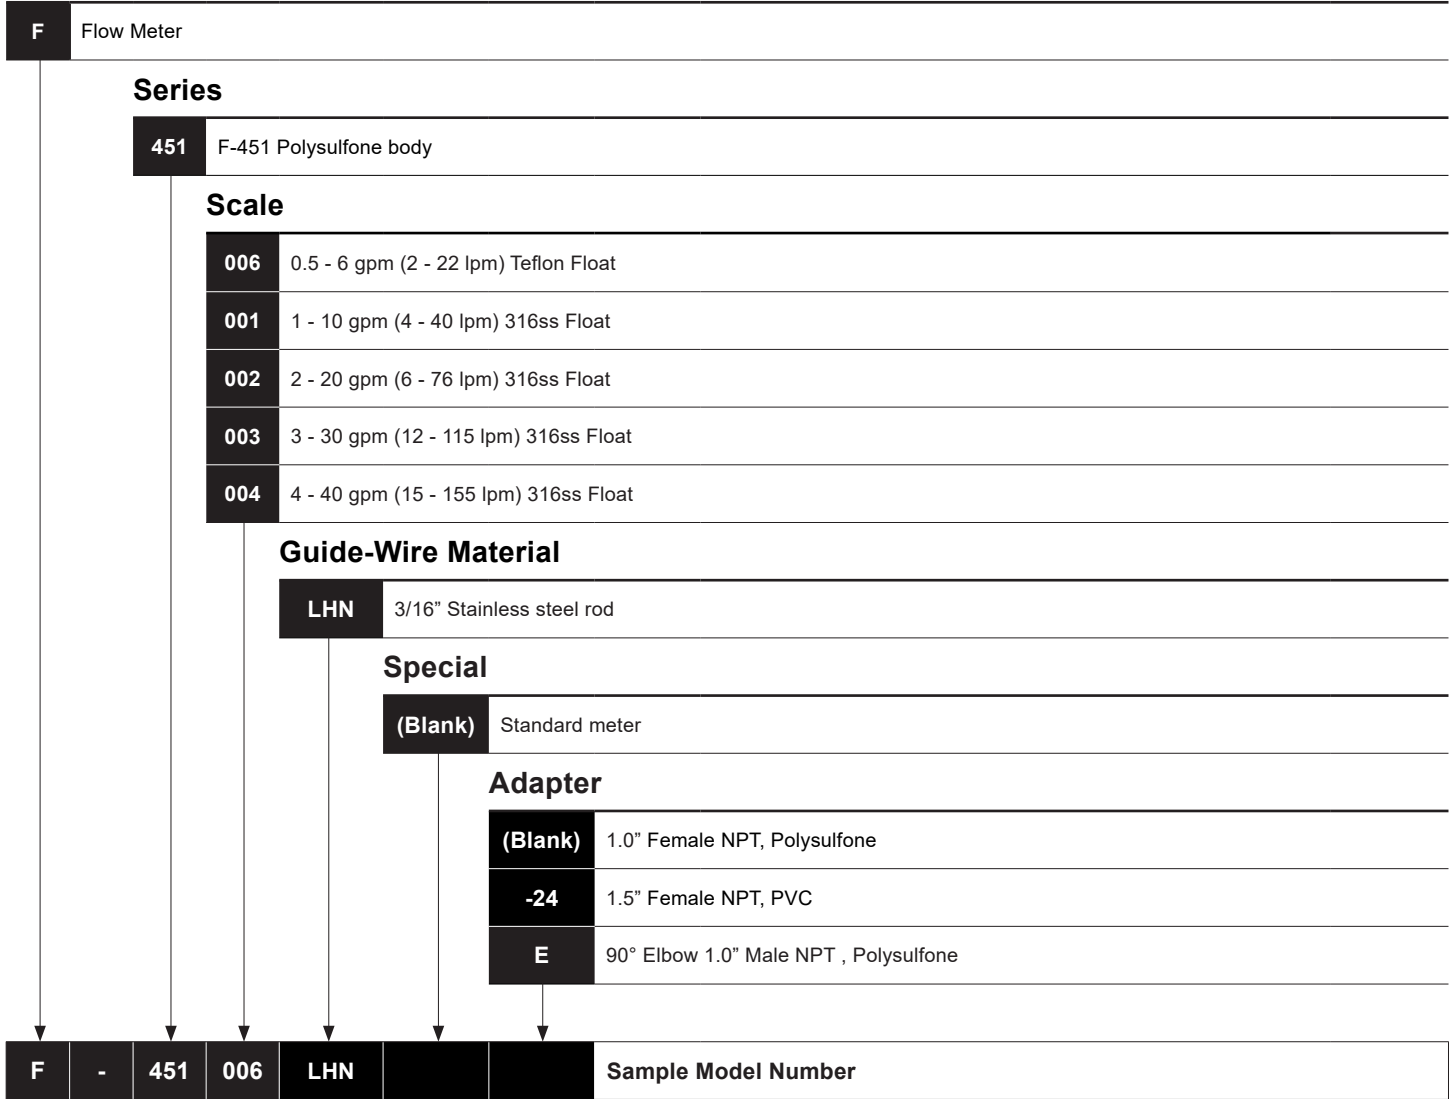 F Flow Meter
Series
451 F-451 Polysulfone body
Scale
006 0.5 - 6 gpm (2 - 22 lpm) Teflon Float
001 1 - 10 gpm (4 - 40 lpm) 316ss Float
002 2 - 20 gpm (6 - 76 lpm) 316ss Float
003 3 - 30 gpm (12 - 115 lpm) 316ss Float
004 4 - 40 gpm (15 - 155 lpm) 316ss Float
Guide-Wire Material
LHN 3/16” Stainless steel rod
Special
(Blank) Standard meter
Adapter
(Blank) 1.0” Female NPT, Polysulfone
-24 1.5” Female NPT, PVC
E 90° Elbow 1.0” Male NPT , Polysulfone
F - 451 006 LHN Sample Model Number